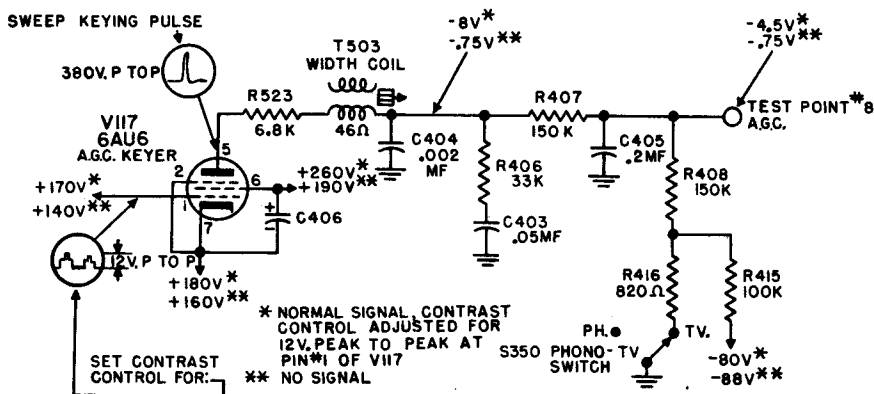 SWEEP KEYING PULSE
380V. P TO P
V117
6AU6
A.G.C. KEYER
5
2
6
1
7
+170V*
+140V**
12V. P TO P
+260V*
+190V**
C406
+180V*
+160V**
R523
6.8K
T503
WIDTH COIL
46Ω
-8V*
-.75V**
C404
.002
MF
R406
33K
C403
.05MF
R407
150K
C405
.2MF
-4.5V*
-.75V**
TEST POINT #8
A.G.C.
R408
150K
R416
820Ω
R415
100K
PH.
TV.
S350 PHONO-TV
SWITCH
-80V*
-88V**
* NORMAL SIGNAL, CONTRAST
CONTROL ADJUSTED FOR
12V. PEAK TO PEAK AT
PIN #1 OF V117
** NO SIGNAL
SET CONTRAST
CONTROL FOR: